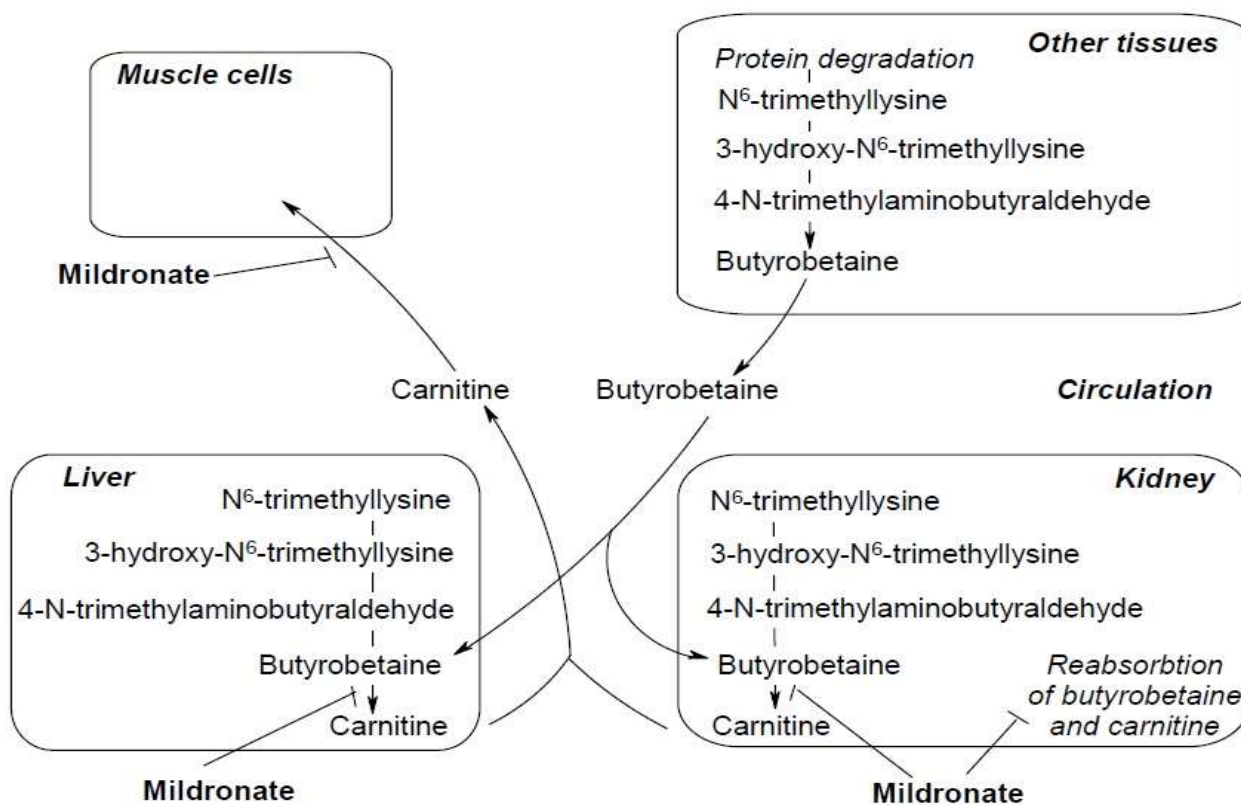 Muscle cells
Mildronate
Other tissues
Protein degradation
N⁶-trimethyllysine
3-hydroxy-N⁶-trimethyllysine
4-N-trimethylaminobutyraldehyde
Butyrobetaine
Carnitine
Butyrobetaine
Circulation
Liver
N⁶-trimethyllysine
3-hydroxy-N⁶-trimethyllysine
4-N-trimethylaminobutyraldehyde
Butyrobetaine
Carnitine
Mildronate
Kidney
N⁶-trimethyllysine
3-hydroxy-N⁶-trimethyllysine
4-N-trimethylaminobutyraldehyde
Butyrobetaine
Carnitine
Reabsorbtion
of butyrobetaine
and carnitine
Mildronate